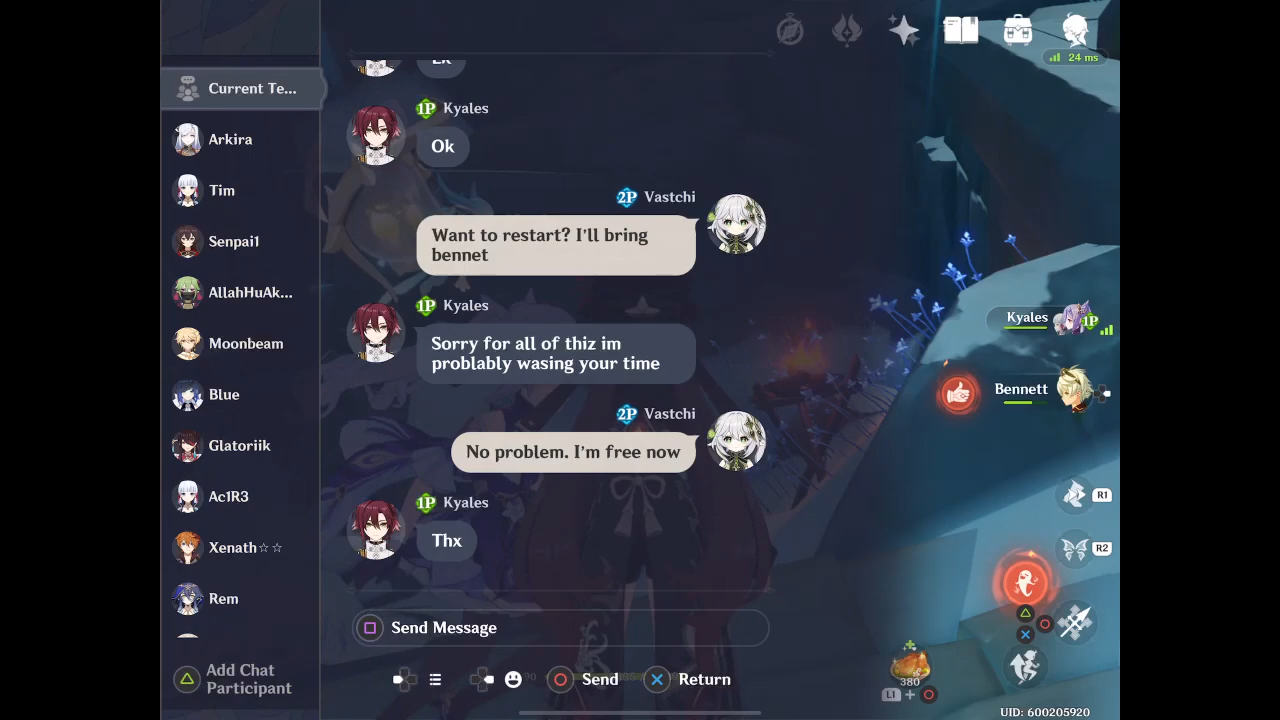 24 ms
Current Te...
Arkira
Tim
Senpai1
AllahHuAk...
Moonbeam
Blue
Glatoriik
Ac1R3
Xenath☆☆
Rem
Add Chat
Participant
Lk
1P Kyales
Ok
2P Vastchi
Want to restart? I'll bring
bennet
1P Kyales
Sorry for all of thiz im
problably wasing your time
2P Vastchi
No problem. I'm free now
1P Kyales
Thx
Send Message
Send
Return
Kyales 1P
Bennett
R1
R2
380
L1 +
UID: 600205920